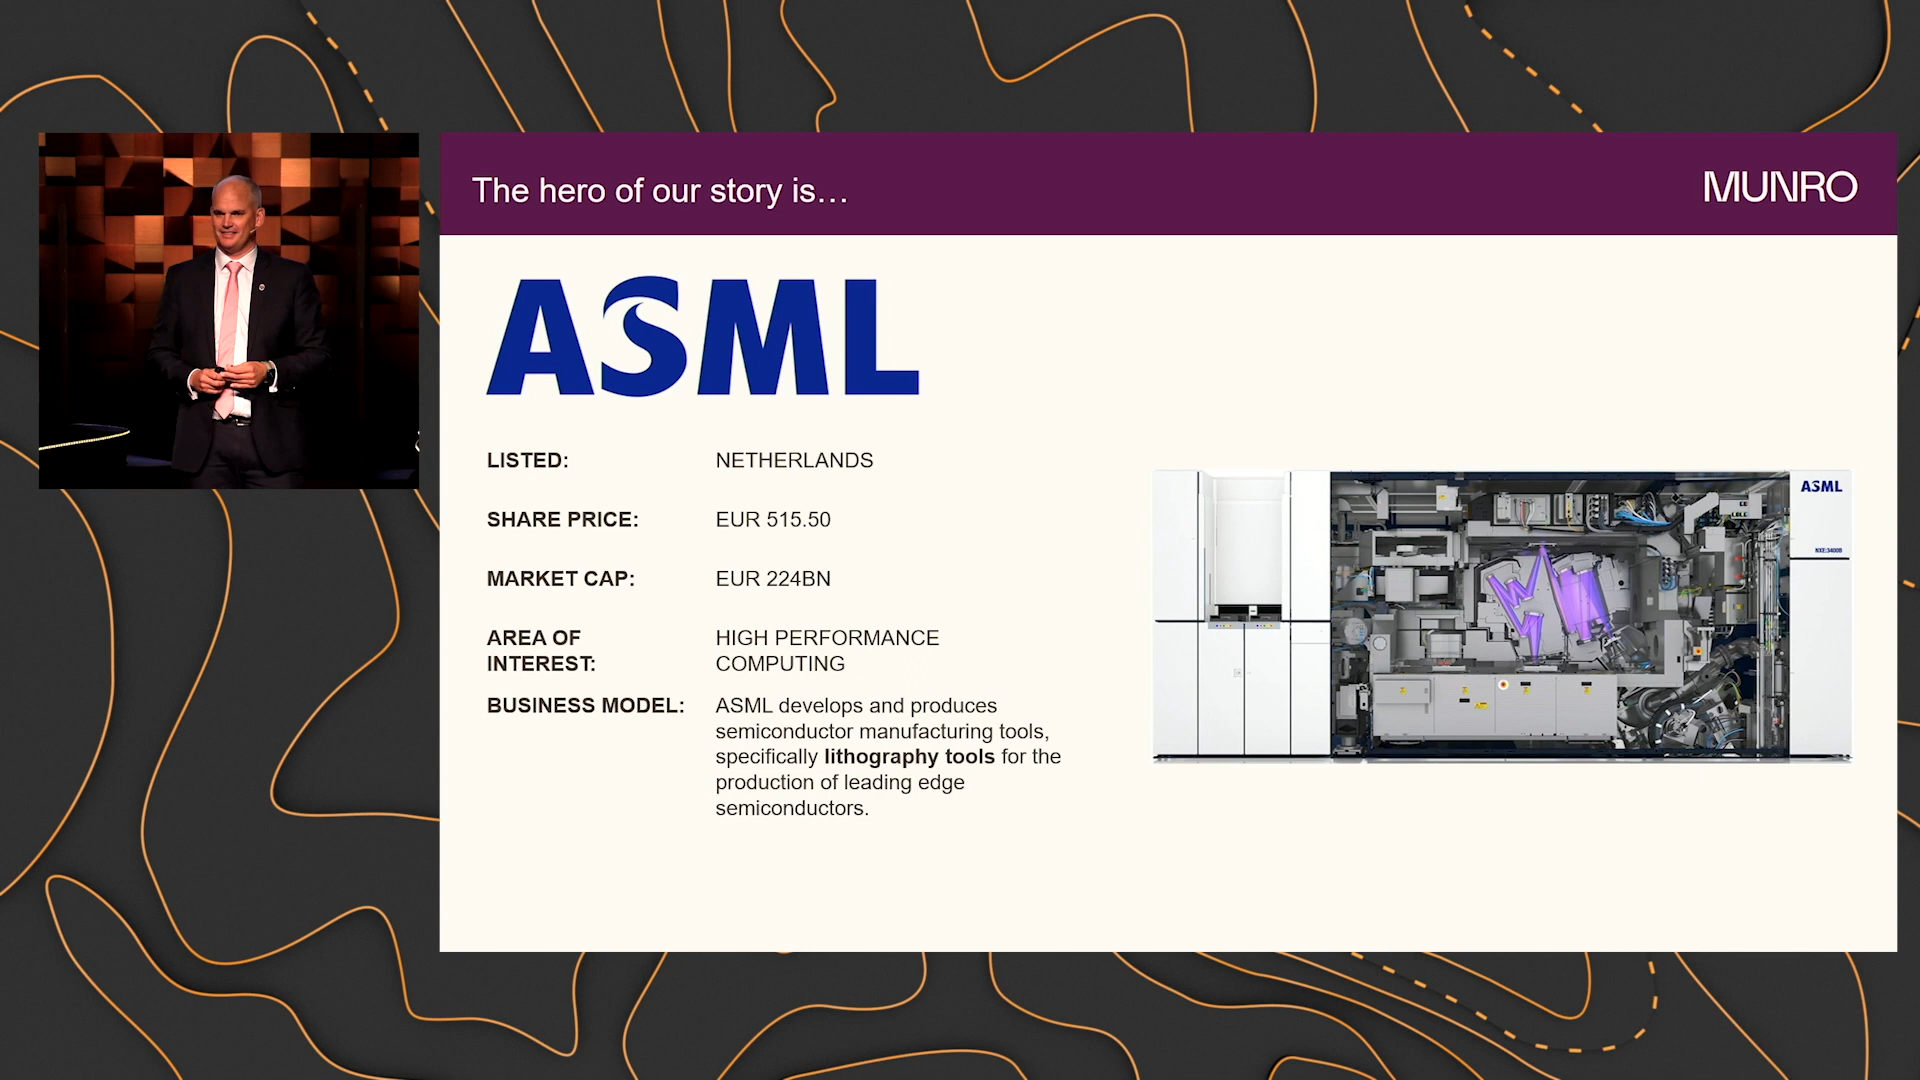 The hero of our story is...
MUNRO
ASML
LISTED: NETHERLANDS
SHARE PRICE: EUR 515.50
MARKET CAP: EUR 224BN
AREA OF
INTEREST:
HIGH PERFORMANCE
COMPUTING
BUSINESS MODEL:
ASML develops and produces
semiconductor manufacturing tools,
specifically lithography tools for the
production of leading edge
semiconductors.
ASML
NXE:3400B